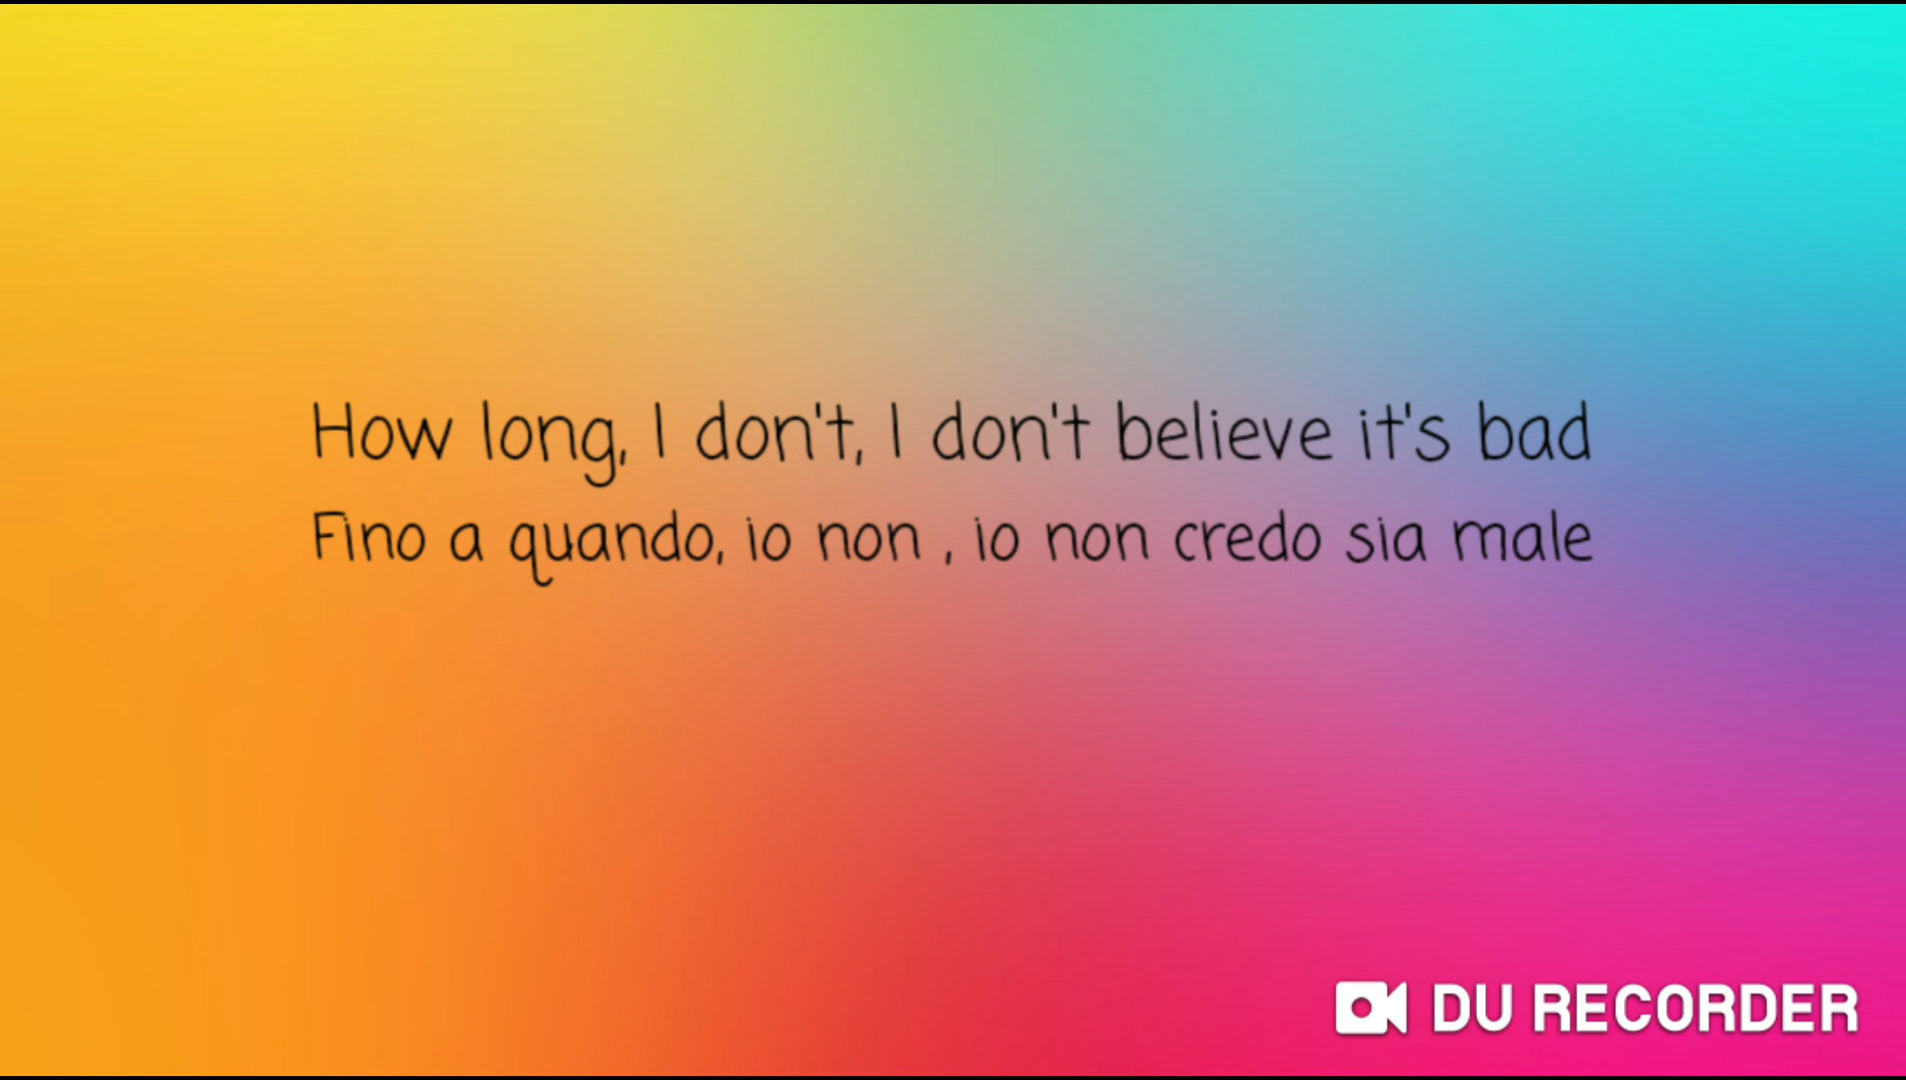 How long, I don't, I don't believe it's bad
Fino a quando, io non , io non credo sia male
DU RECORDER